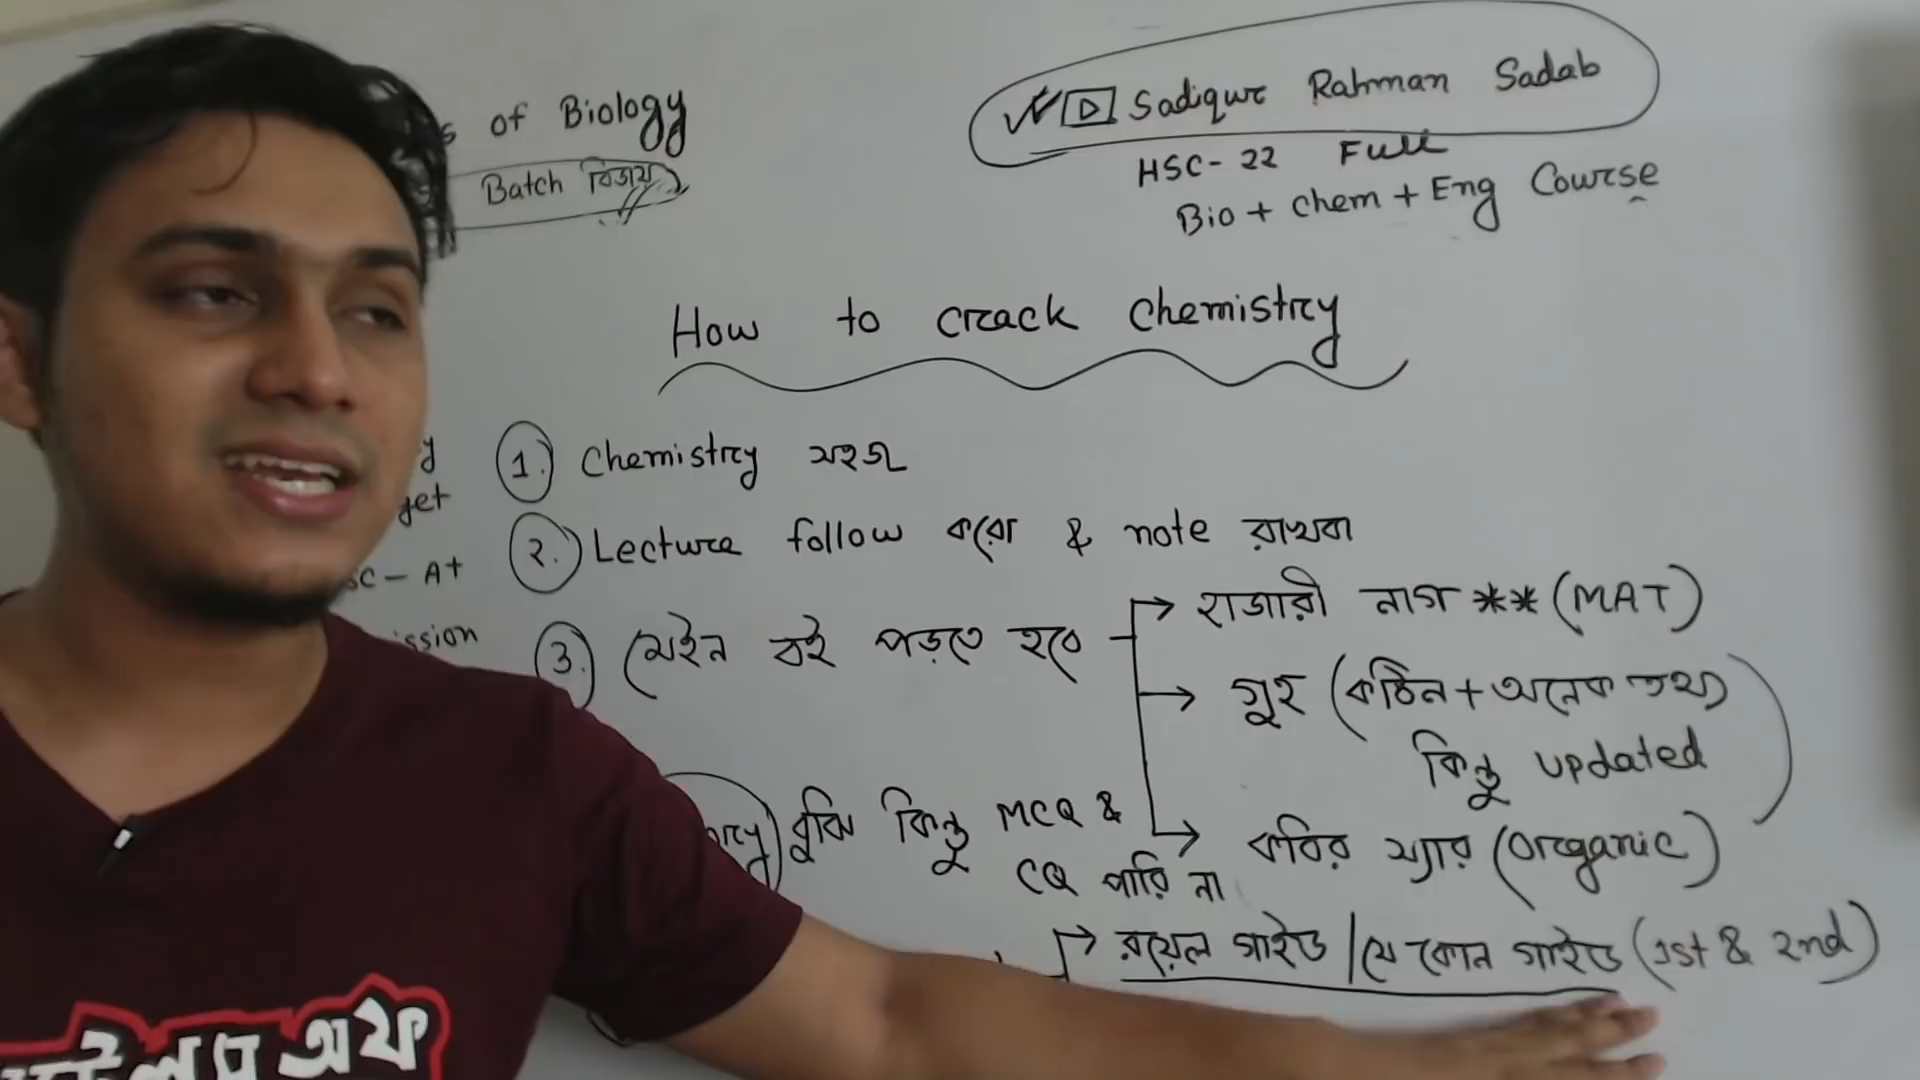 of Biology
Batch বিজয়
Sadiqur Rahman Sadab
HSC-22 Full
Bio + Chem + Eng Course
How to crack Chemistry
1. Chemistry সহজ
2. Lecture follow করো & note রাখবা
3. মেইন বই পড়তে হবে
→ হাজারী নাগ ** (MAT)
→ গুহ (কঠিন + অনেক তথ্য
কিন্তু updated
→ কবির স্যার (Organic)
বুঝি কিন্তু MCQ &
CQ পারি না
→ রয়েল গাইড / যে কোন গাইড (1st & 2nd)
get
SC - A+
ssion
অফ